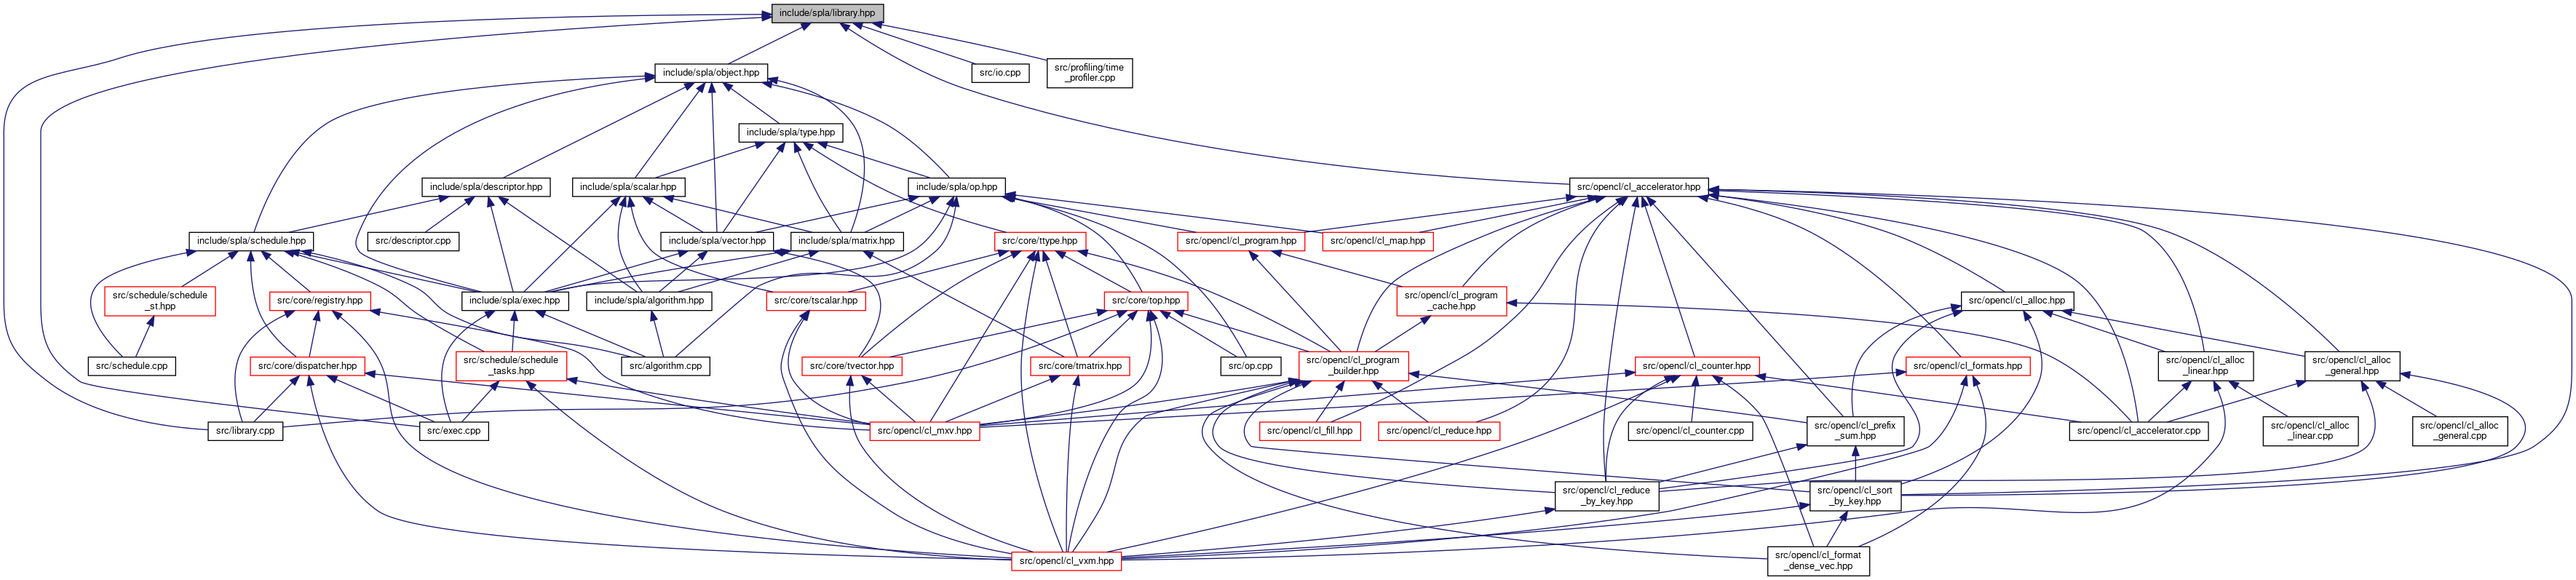 include/spla/library.hpp
include/spla/object.hpp
src/io.cpp
src/profiling/time
_profiler.cpp
include/spla/type.hpp
include/spla/descriptor.hpp
include/spla/scalar.hpp
include/spla/op.hpp
src/opencl/cl_accelerator.hpp
include/spla/schedule.hpp
src/descriptor.cpp
include/spla/vector.hpp
include/spla/matrix.hpp
src/core/ttype.hpp
src/opencl/cl_program.hpp
src/opencl/cl_map.hpp
src/schedule/schedule
_st.hpp
src/core/registry.hpp
include/spla/exec.hpp
include/spla/algorithm.hpp
src/core/tscalar.hpp
src/core/top.hpp
src/opencl/cl_program
_cache.hpp
src/opencl/cl_alloc.hpp
src/schedule.cpp
src/core/dispatcher.hpp
src/schedule/schedule
_tasks.hpp
src/algorithm.cpp
src/core/tvector.hpp
src/core/tmatrix.hpp
src/op.cpp
src/opencl/cl_program
_builder.hpp
src/opencl/cl_counter.hpp
src/opencl/cl_formats.hpp
src/opencl/cl_alloc
_linear.hpp
src/opencl/cl_alloc
_general.hpp
src/library.cpp
src/exec.cpp
src/opencl/cl_mxv.hpp
src/opencl/cl_fill.hpp
src/opencl/cl_reduce.hpp
src/opencl/cl_counter.cpp
src/opencl/cl_prefix
_sum.hpp
src/opencl/cl_accelerator.cpp
src/opencl/cl_alloc
_linear.cpp
src/opencl/cl_alloc
_general.cpp
src/opencl/cl_reduce
_by_key.hpp
src/opencl/cl_sort
_by_key.hpp
src/opencl/cl_vxm.hpp
src/opencl/cl_format
_dense_vec.hpp